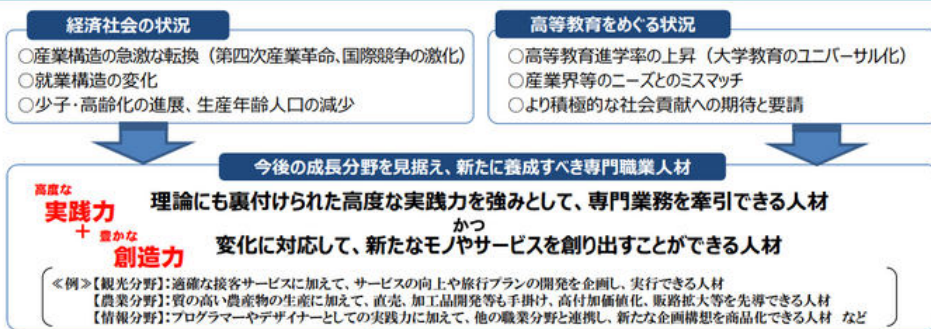 経済社会の状況
○産業構造の急激な転換（第四次産業革命、国際競争の激化）
○就業構造の変化
○少子・高齢化の進展、生産年齢人口の減少
高等教育をめぐる状況
○高等教育進学率の上昇（大学教育のユニバーサル化）
○産業界等のニーズとのミスマッチ
○より積極的な社会貢献への期待と要請
今後の成長分野を見据え、新たに養成すべき専門職業人材
高度な
実践力
+
豊かな
創造力
理論にも裏付けられた高度な実践力を強みとして、専門業務を牽引できる人材
かつ
変化に対応して、新たなモノやサービスを創り出すことができる人材
≪例≫【観光分野】：適確な接客サービスに加えて、サービスの向上や旅行プランの開発を企画し、実行できる人材
【農業分野】：質の高い農産物の生産に加えて、直売、加工品開発等も手掛け、高付加価値化、販路拡大等を先導できる人材
【情報分野】：プログラマーやデザイナーとしての実践力に加えて、他の職業分野と連携し、新たな企画構想を商品化できる人材 など